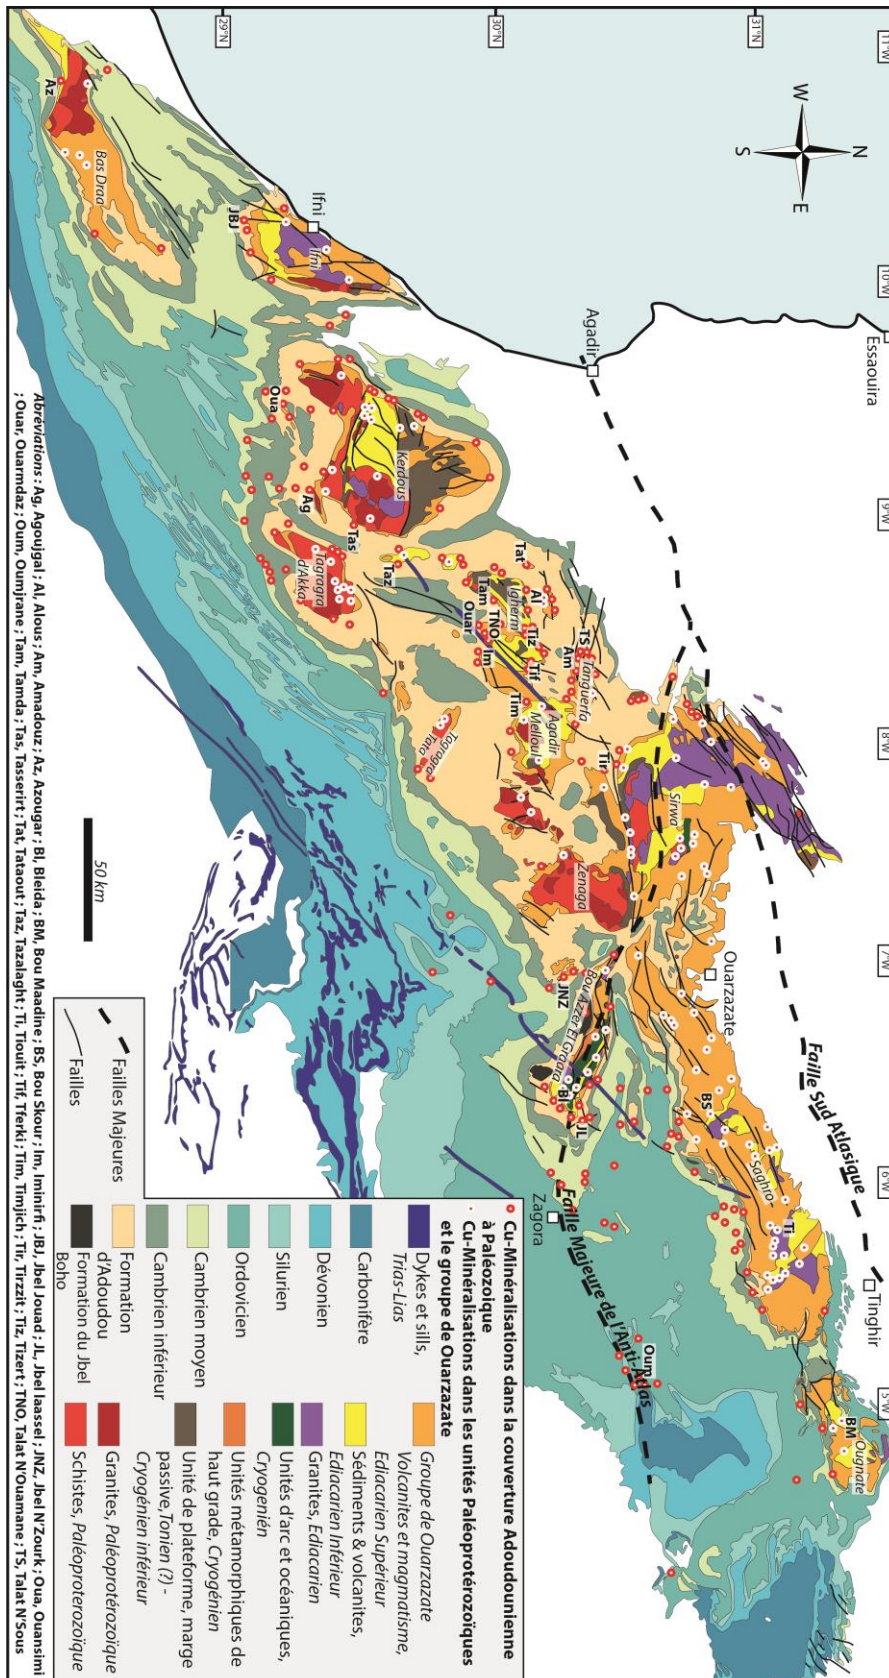 11°W
10°W
9°W
8°W
7°W
6°W
5°W
31°N
30°N
29°N
N
W
E
S
Essaouira
Agadir
Ifni
Ifni
JBJ
Az
Bas Draa
Oua
Kerdous
Ag
Tas
Tagragra
d'Akka
Taz
Tat
Igherm
Al
Tam
TNO
Tiz
Ouar
Im
Tif
TS
Am
Tanguerfa
Tim
Agadir
Melloul
Tagragra
Tata
Tir
Sirwa
Zenaga
Ouarzazate
JNZ
Bou Azzer El Graara
Bl
JL
BS
Saghro
Ti
Zagora
Tinghir
Oum
BM
Ougnate
Faille Sud Atlasique
Faille Majeure de l'Anti-Atlas
50 km
Cu-Minéralisations dans la couverture Adoudounienne
à Paléozoique
Cu-Minéralisations dans les unités Paléoprotérozoïques
et le groupe de Ouarzazate
Failles Majeures
Failles
Dykes et sills,
Trias-Lias
Carbonifère
Dévonien
Silurien
Ordovicien
Cambrien moyen
Cambrien inférieur
Formation
d'Adoudou
Formation du Jbel
Boho
Groupe de Ouarzazate
Volcanites et magmatisme,
Ediacarien Supérieur
Sédiments & volcanites,
Ediacarien Inférieur
Granites, Ediacarien
Unités d'arc et océaniques,
Cryogenién
Unités métamorphiques de
haut grade, Cryogénien
Unité de plateforme, marge
passive,Tonien (?) -
Cryogénien inférieur
Granites, Paléoprotérozoïque
Schistes, Paléoproterozoïque
Abréviations : Ag, Agoujgal ; Al, Alous ; Am, Amadouz ; Az, Azougar ; Bl, Bleida ; BM, Bou Maadine ; BS, Bou Skour ; Im, Iminirfi ; JBJ, Jbel Jouad ; JL, Jbel laassel ; JNZ, Jbel N'Zourk ; Oua, Ouansimi
; Ouar, Ouarmdaz ; Oum, Oumjrane ; Tam, Tamda ; Tas, Tasserirt ; Tat, Tataout ; Taz, Tazalaght ; Ti, Tiouit ; Tif, Tferki ; Tim, Timjich ; Tir, Tirzzit ; Tiz, Tizert ; TNO, Talat N'Ouamane ; TS, Talat N'Sous